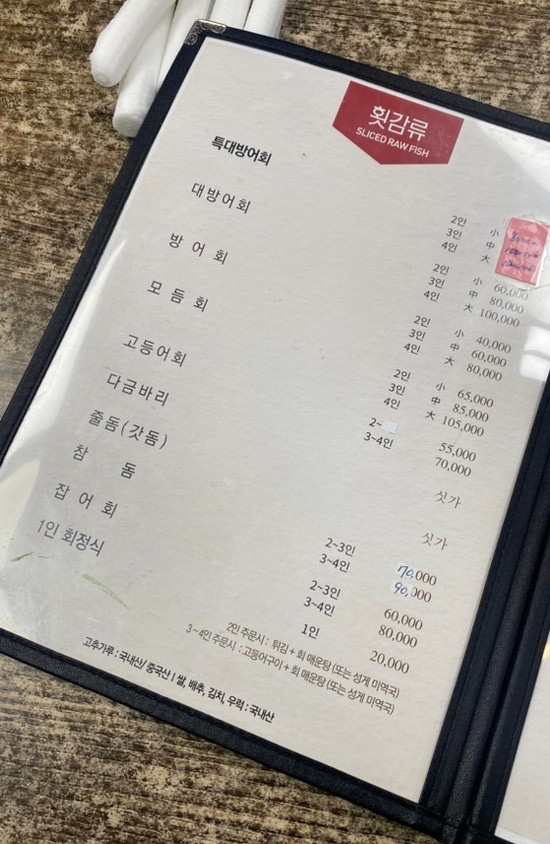 횟감류
SLICED RAW FISH
특대방어회 2인 小
3인 中
4인 大
대방어회 2인 小 60,000
3인 中 80,000
4인 大 100,000
방어회 2인 小 40,000
3인 中 60,000
4인 大 80,000
모듬회 2인 小 65,000
3인 中 85,000
4인 大 105,000
고등어회 2~ 55,000
3~4인 70,000
다금바리 싯가
줄돔(갓돔) 싯가
참돔 2~3인 70,000
3~4인 90,000
잡어회 2~3인 60,000
3~4인 80,000
1인 회정식 1인 20,000
2인 주문시 : 튀김 + 회 매운탕 (또는 성게 미역국)
3~4인 주문시 : 고등어구이 + 회 매운탕 (또는 성게 미역국)
고추가루 : 국내산/ 중국산 | 쌀, 배추, 김치, 우럭 : 국내산